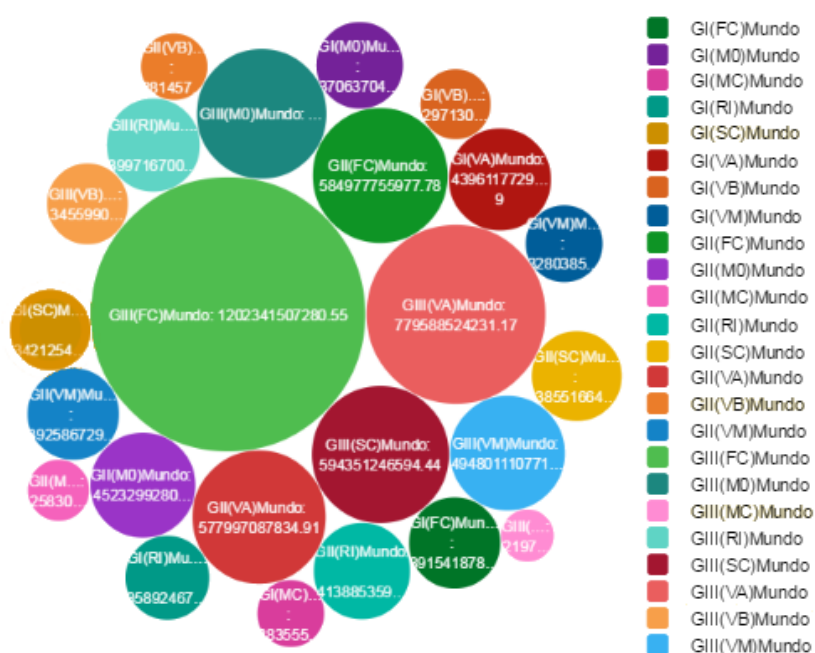 GII(VB)...
:
381457...
GI(M0)Mu...
:
37063704...
GIII(M0)Mundo: ...
GI(VB)...:
297130...
GIII(RI)Mu...
:
399716700...
GII(FC)Mundo:
584977755977.78
GI(VA)Mundo:
4396117729...
9
GIII(VB)...:
3455990...
GI(VM)M...
:
3280385...
GIII(FC)Mundo: 1202341507280.55
GIII(VA)Mundo:
779588524231.17
GI(SC)M...
:
3421254...
GII(SC)Mu...
:
38551664...
GII(VM)Mu...
:
392586729...
GIII(SC)Mundo:
594351246594.44
GIII(VM)Mundo:
494801110771...
GII(M...:
25830...
GII(M0)Mundo:
4523299280...
GII(VA)Mundo:
577997087834.91
GI(FC)Mun...
:
391541878...
GIII(...:
2197...
GI(RI)Mu...
:
35892467...
GII(RI)Mundo
:
413885359...
GI(MC)...
:
383555...
GI(FC)Mundo
GI(M0)Mundo
GI(MC)Mundo
GI(RI)Mundo
GI(SC)Mundo
GI(VA)Mundo
GI(VB)Mundo
GI(VM)Mundo
GII(FC)Mundo
GII(M0)Mundo
GII(MC)Mundo
GII(RI)Mundo
GII(SC)Mundo
GII(VA)Mundo
GII(VB)Mundo
GII(VM)Mundo
GIII(FC)Mundo
GIII(M0)Mundo
GIII(MC)Mundo
GIII(RI)Mundo
GIII(SC)Mundo
GIII(VA)Mundo
GIII(VB)Mundo
GIII(VM)Mundo